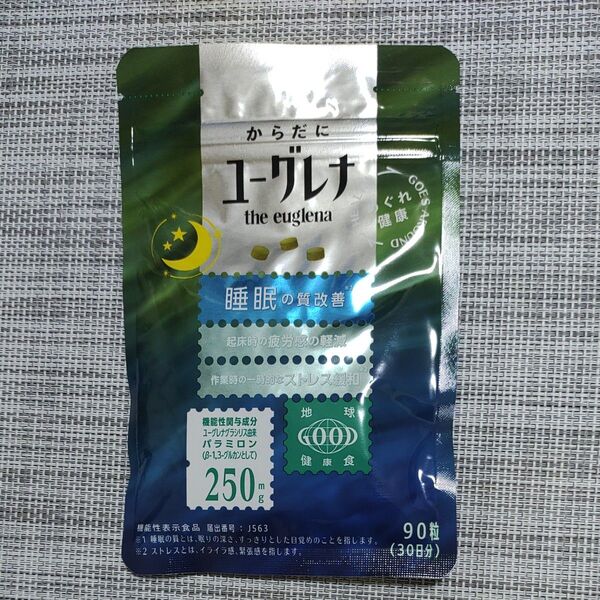 からだに
ユーグレナ
the euglena
ぐれ
健康
GOES AROUND
睡眠の質改善
起床時の疲労感の軽減
作業時の一時的なストレス緩和
機能性関与成分
ユーグレナグラシリス由来
パラミロン
(β-1,3-グルカンとして)
250mg
地球
GOOD
健康食
機能性表示食品 届出番号:J563
※1 睡眠の質とは、眠りの深さ、すっきりとした目覚めのことを指します。
※2 ストレスとは、イライラ感、緊張感を指します。
90粒
(30日分)